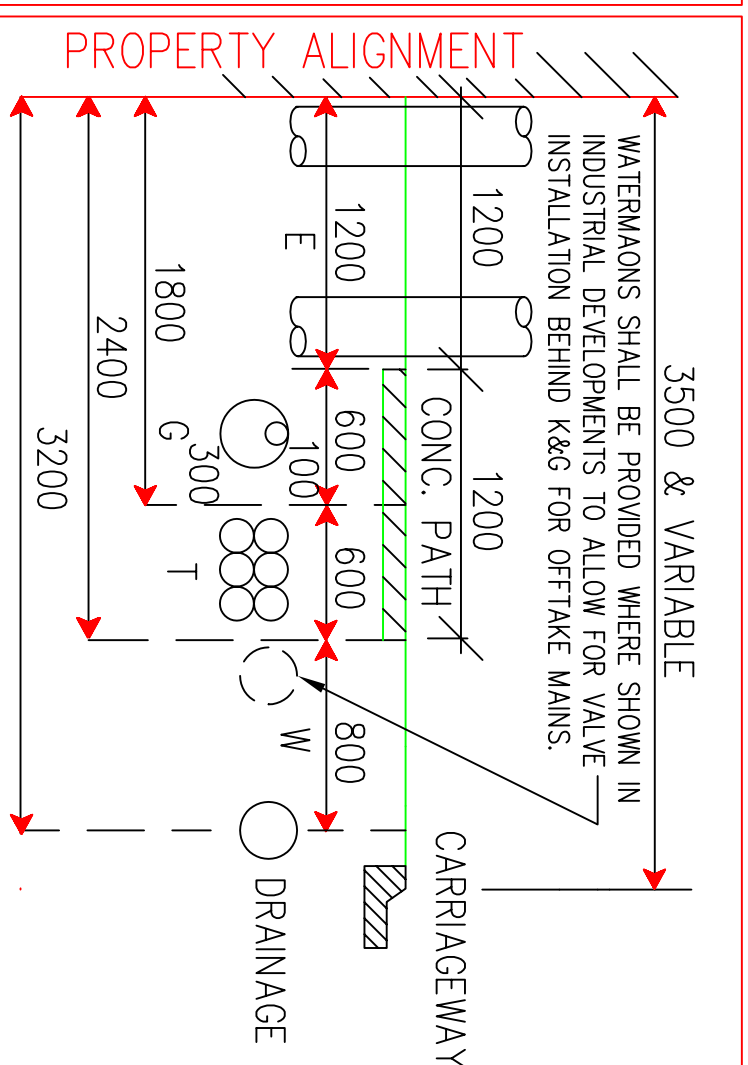 PROPERTY ALIGNMENT
3500 & VARIABLE
WATERMAONS SHALL BE PROVIDED WHERE SHOWN IN
INDUSTRIAL DEVELOPMENTS TO ALLOW FOR VALVE
INSTALLATION BEHIND K&G FOR OFFTAKE MAINS.
1200
1200
CONC. PATH
CARRIAGEWAY
1200
600
600
800
E
100
300
G
T
W
DRAINAGE
1800
2400
3200